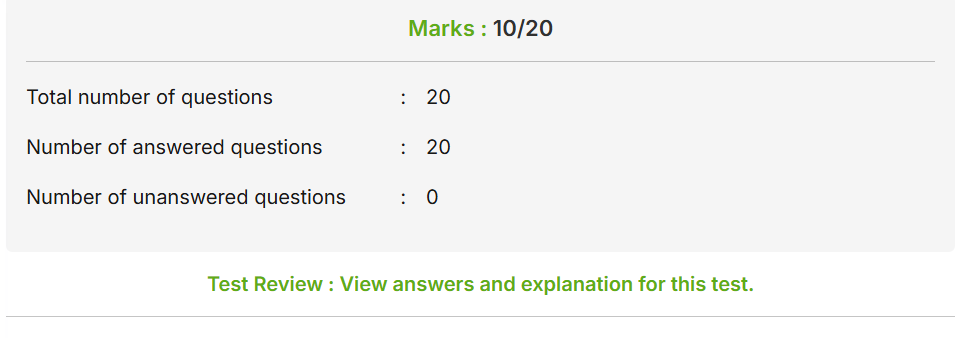 Marks : 10/20
Total number of questions : 20
Number of answered questions : 20
Number of unanswered questions : 0
Test Review : View answers and explanation for this test.